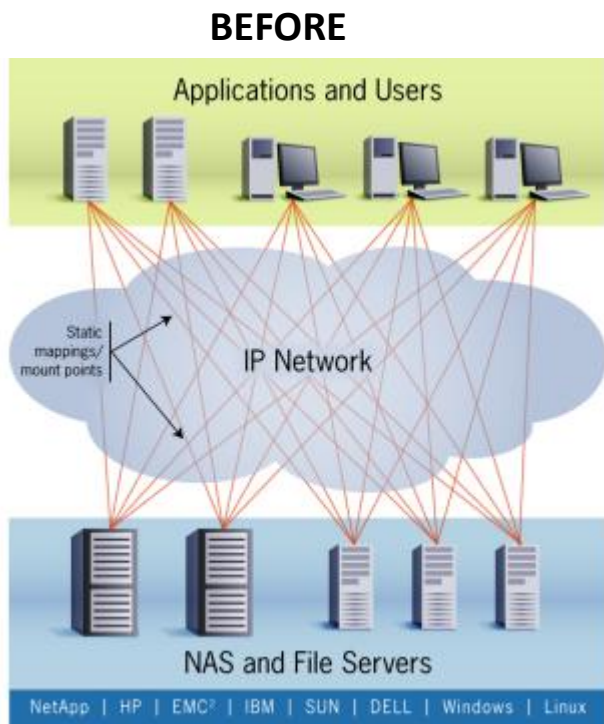 BEFORE
Applications and Users
Static
mappings/
mount points
IP Network
NAS and File Servers
NetApp | HP | EMC² | IBM | SUN | DELL | Windows | Linux